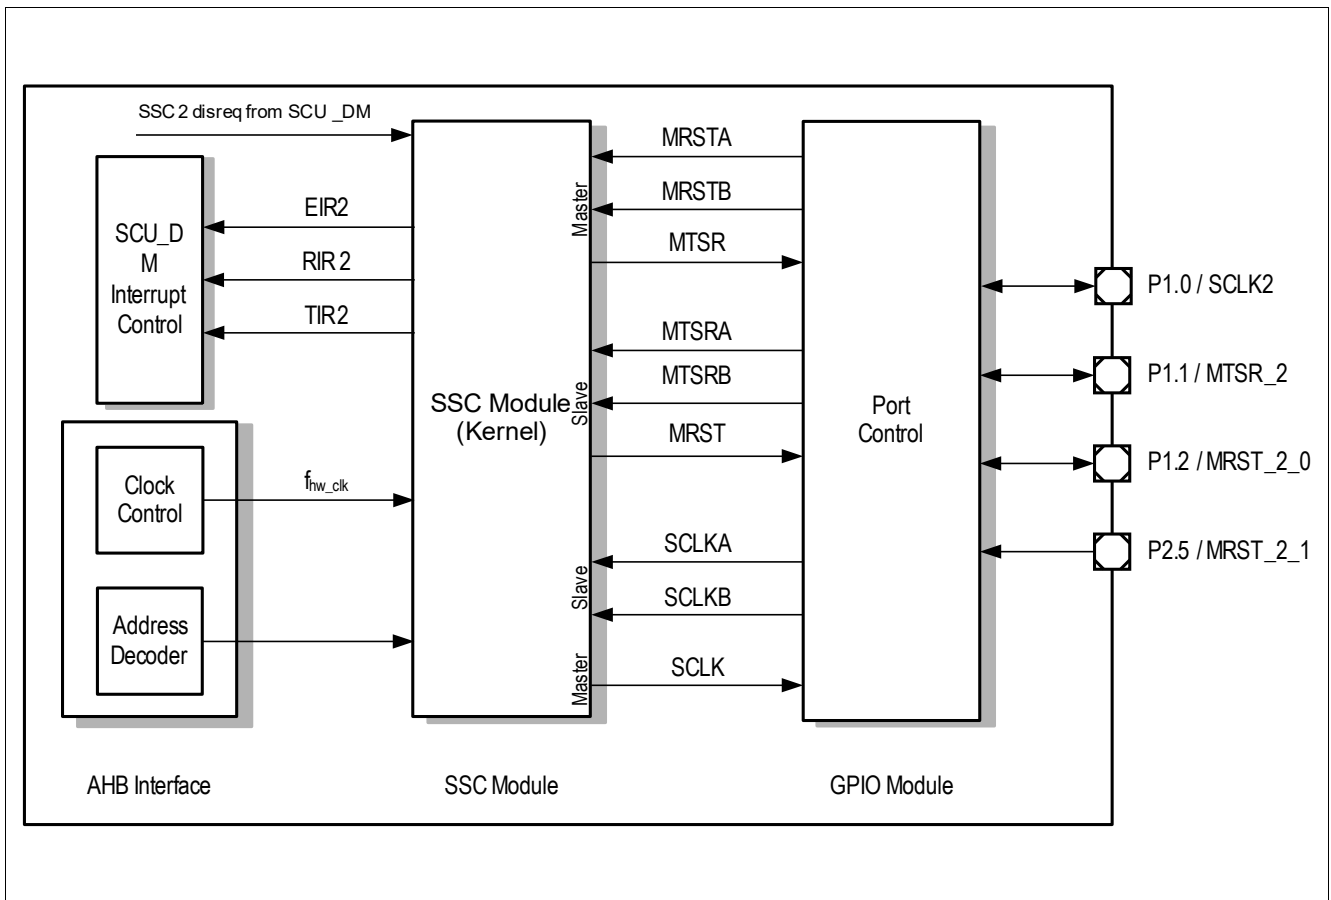 SSC 2 disreq from SCU _DM
SCU_D
M
Interrupt
Control
EIR2
RIR 2
TIR2
Clock
Control
fhw_clk
Address
Decoder
AHB Interface
SSC Module
(Kernel)
Master
Slave
Slave
Master
SSC Module
MRSTA
MRSTB
MTSR
MTSRA
MTSRB
MRST
SCLKA
SCLKB
SCLK
Port
Control
GPIO Module
P1.0 / SCLK2
P1.1 / MTSR_2
P1.2 / MRST_2_0
P2.5 / MRST_2_1